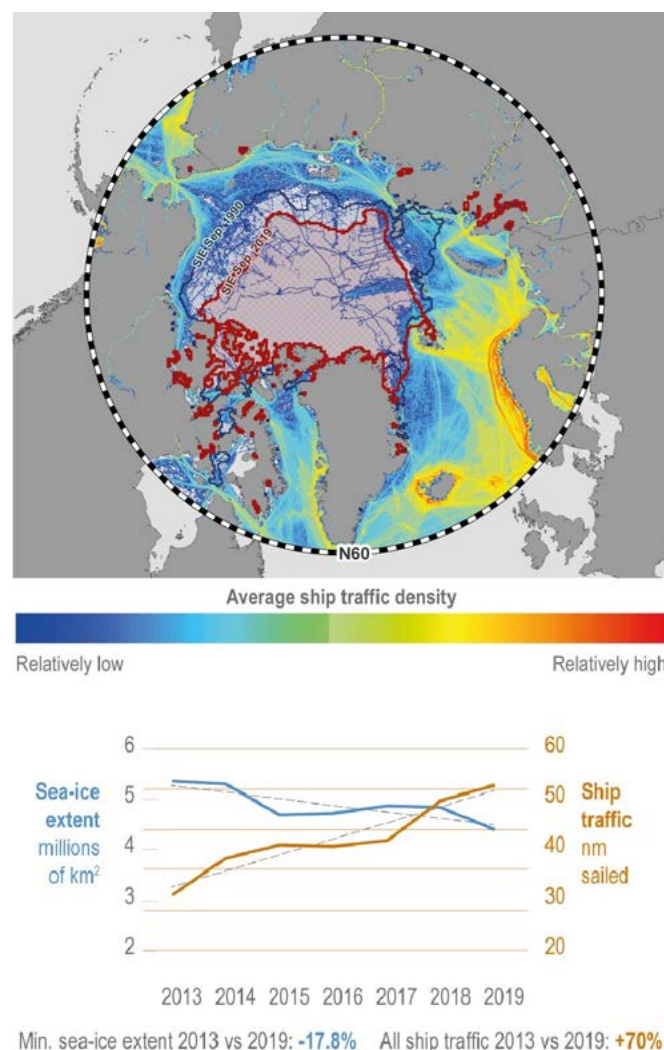 SIE-Sep 1980
SIE-Sep 2019
N60
Average ship traffic density
Relatively low
Relatively high
6
5
4
3
2
Sea-ice
extent
millions
of km²
60
50
40
30
20
Ship
traffic
nm
sailed
2013 2014 2015 2016 2017 2018 2019
Min. sea-ice extent 2013 vs 2019: -17.8% All ship traffic 2013 vs 2019: +70%